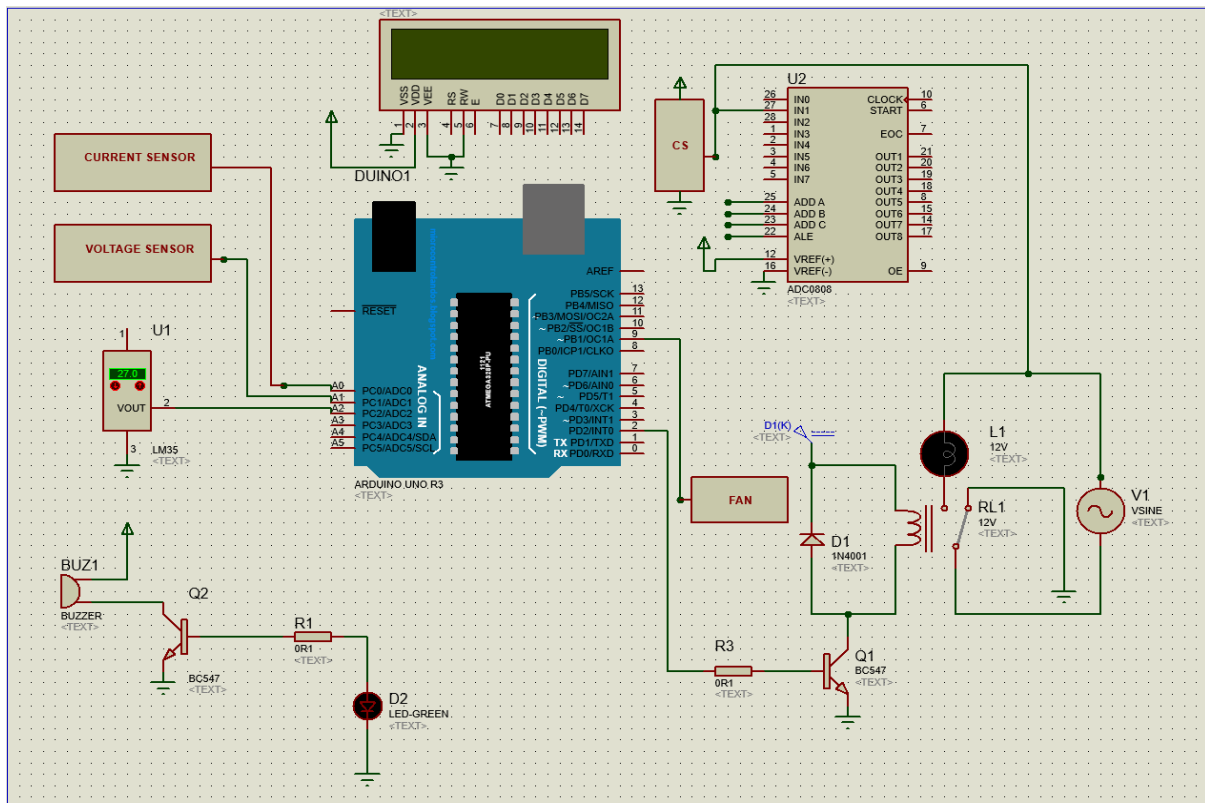 <TEXT>
VSS
VDD
VEE
RS
RW
E
D0
D1
D2
D3
D4
D5
D6
D7
1
2
3
4
5
6
7
8
9
10
11
12
13
14
CURRENT SENSOR
VOLTAGE SENSOR
DUINO1
RESET
ANALOG IN
1121
ATMEGA328P-PU
DIGITAL (~PWM)
AREF
PB5/SCK 13
PB4/MISO 12
~PB3/MOSI/OC2A 11
~PB2/SS/OC1B 10
~PB1/OC1A 9
PB0/ICP1/CLKO 8
PD7/AIN1 7
~PD6/AIN0 6
~PD5/T1 5
PD4/T0/XCK 4
~PD3/INT1 3
PD2/INT0 2
TX PD1/TXD 1
RX PD0/RXD 0
A0 PC0/ADC0
A1 PC1/ADC1
A2 PC2/ADC2
A3 PC3/ADC3
A4 PC4/ADC4/SDA
A5 PC5/ADC5/SCL
ARDUINO UNO R3
<TEXT>
U1
1
27.0
VOUT 2
3
LM35
<TEXT>
CS
U2
26 IN0
27 IN1
28 IN2
1 IN3
2 IN4
3 IN5
4 IN6
5 IN7
25 ADD A
24 ADD B
23 ADD C
22 ALE
12 VREF(+)
16 VREF(-)
CLOCK 10
START 6
EOC 7
OUT1 21
OUT2 20
OUT3 19
OUT4 18
OUT5 8
OUT6 15
OUT7 14
OUT8 17
OE 9
ADC0808
<TEXT>
FAN
D1(K)
<TEXT>
L1
12V
<TEXT>
RL1
12V
<TEXT>
V1
VSINE
<TEXT>
D1
1N4001
<TEXT>
BUZ1
BUZZER
<TEXT>
Q2
BC547
<TEXT>
R1
0R1
<TEXT>
D2
LED-GREEN
<TEXT>
R3
0R1
<TEXT>
Q1
BC547
<TEXT>